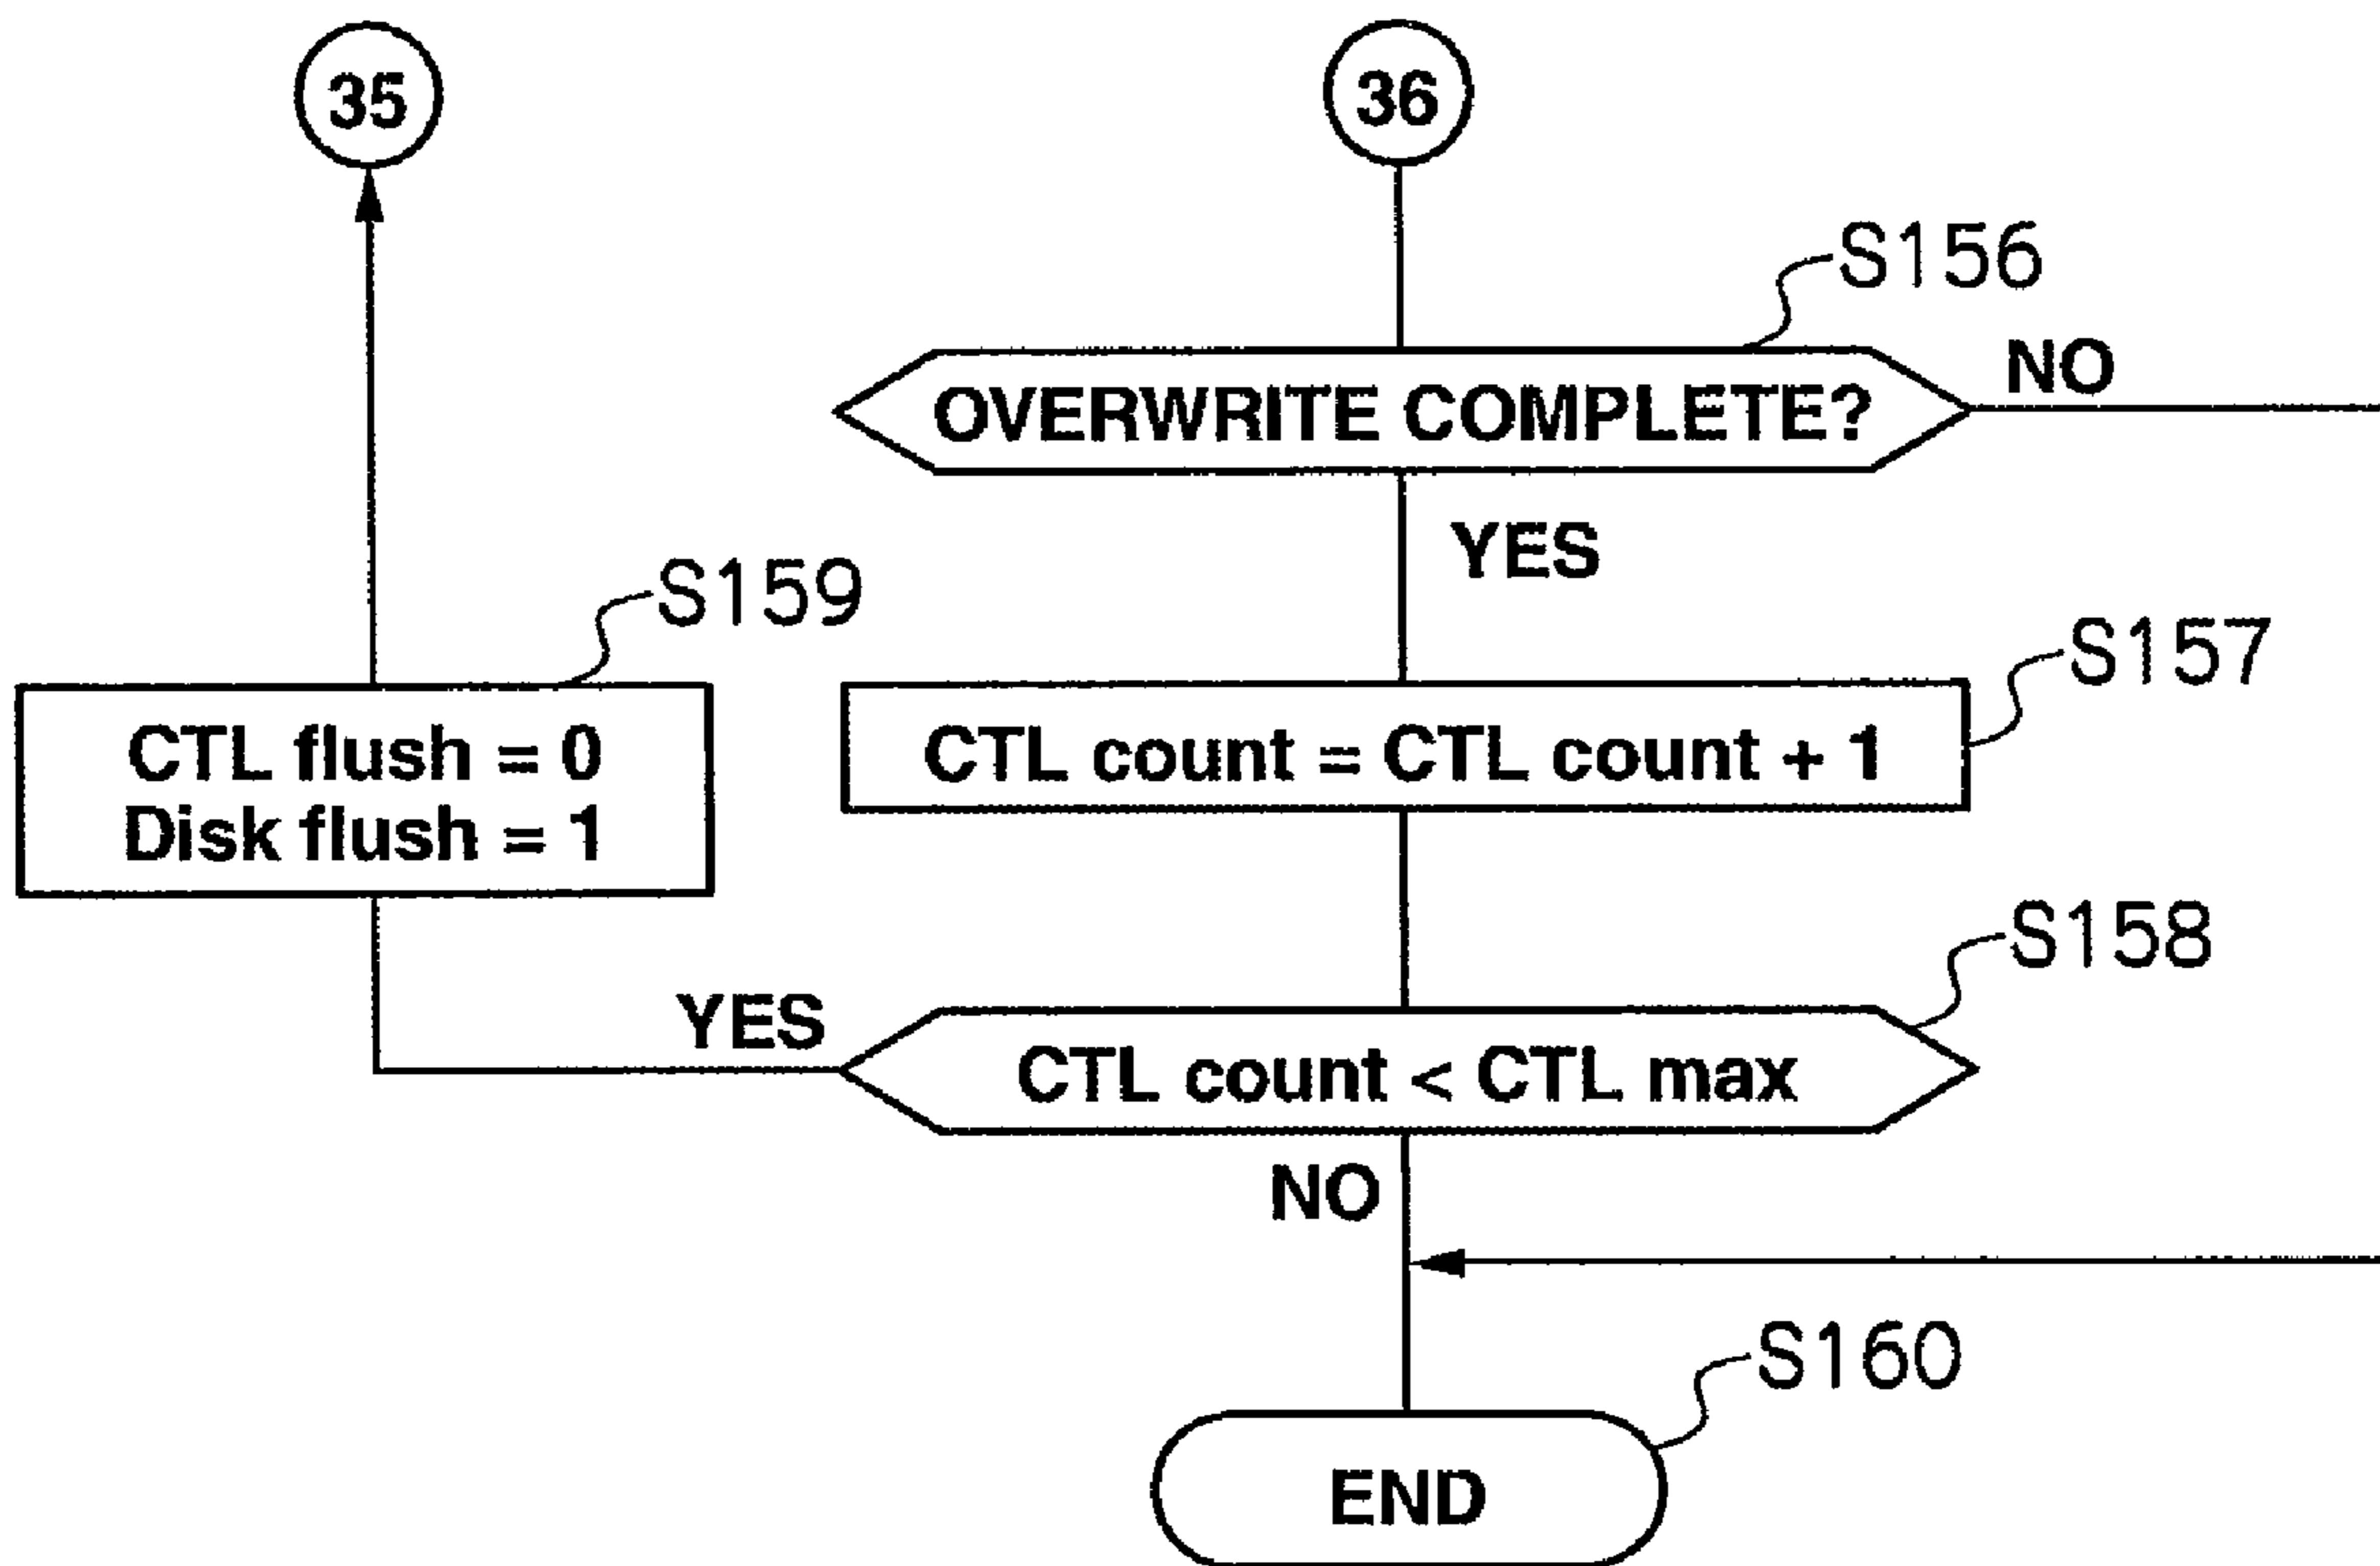 35
36
S156
OVERWRITE COMPLETE?
NO
YES
S159
S157
CTL flush = 0
Disk flush = 1
CTL count = CTL count + 1
S158
YES
CTL count < CTL max
NO
S160
END